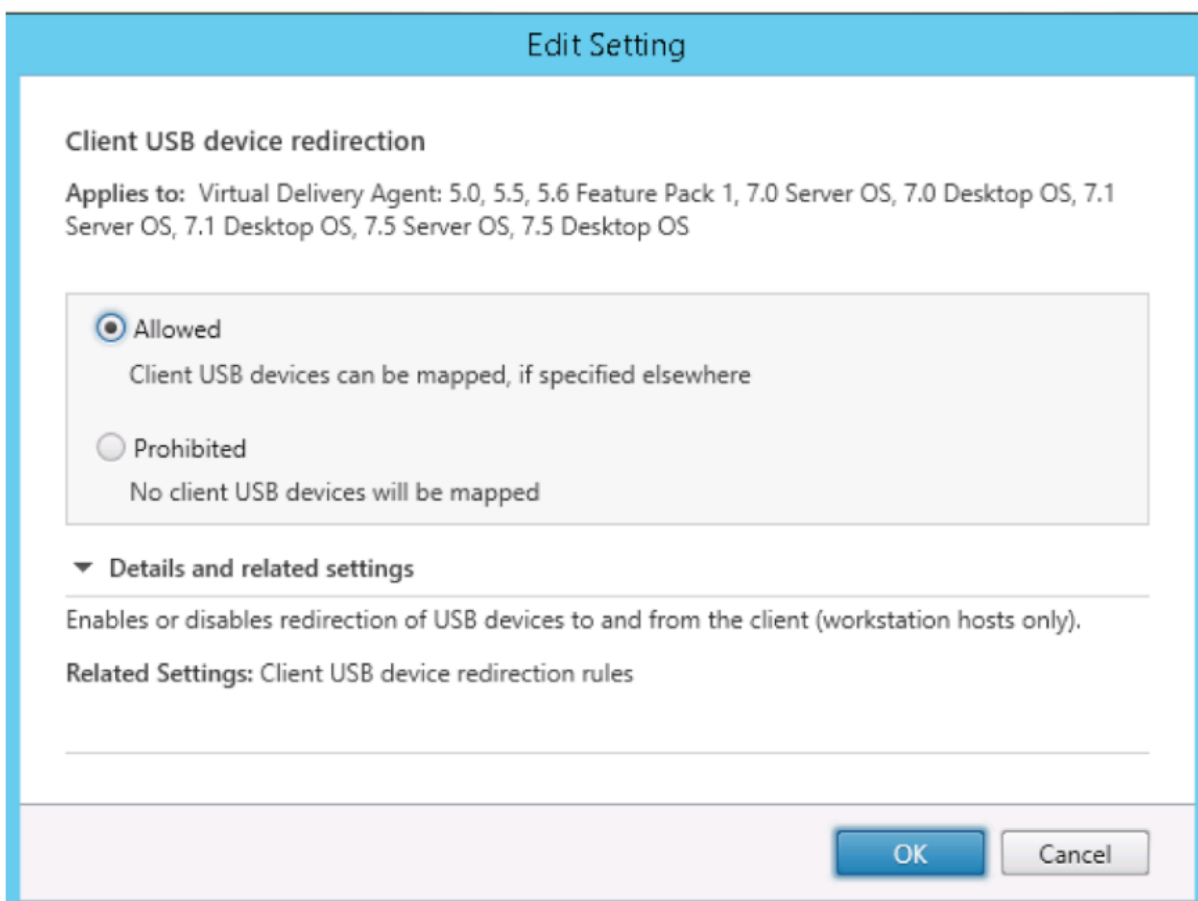 Edit Setting
Client USB device redirection
Applies to: Virtual Delivery Agent: 5.0, 5.5, 5.6 Feature Pack 1, 7.0 Server OS, 7.0 Desktop OS, 7.1
Server OS, 7.1 Desktop OS, 7.5 Server OS, 7.5 Desktop OS
Allowed
Client USB devices can be mapped, if specified elsewhere
Prohibited
No client USB devices will be mapped
Details and related settings
Enables or disables redirection of USB devices to and from the client (workstation hosts only).
Related Settings: Client USB device redirection rules
OK Cancel